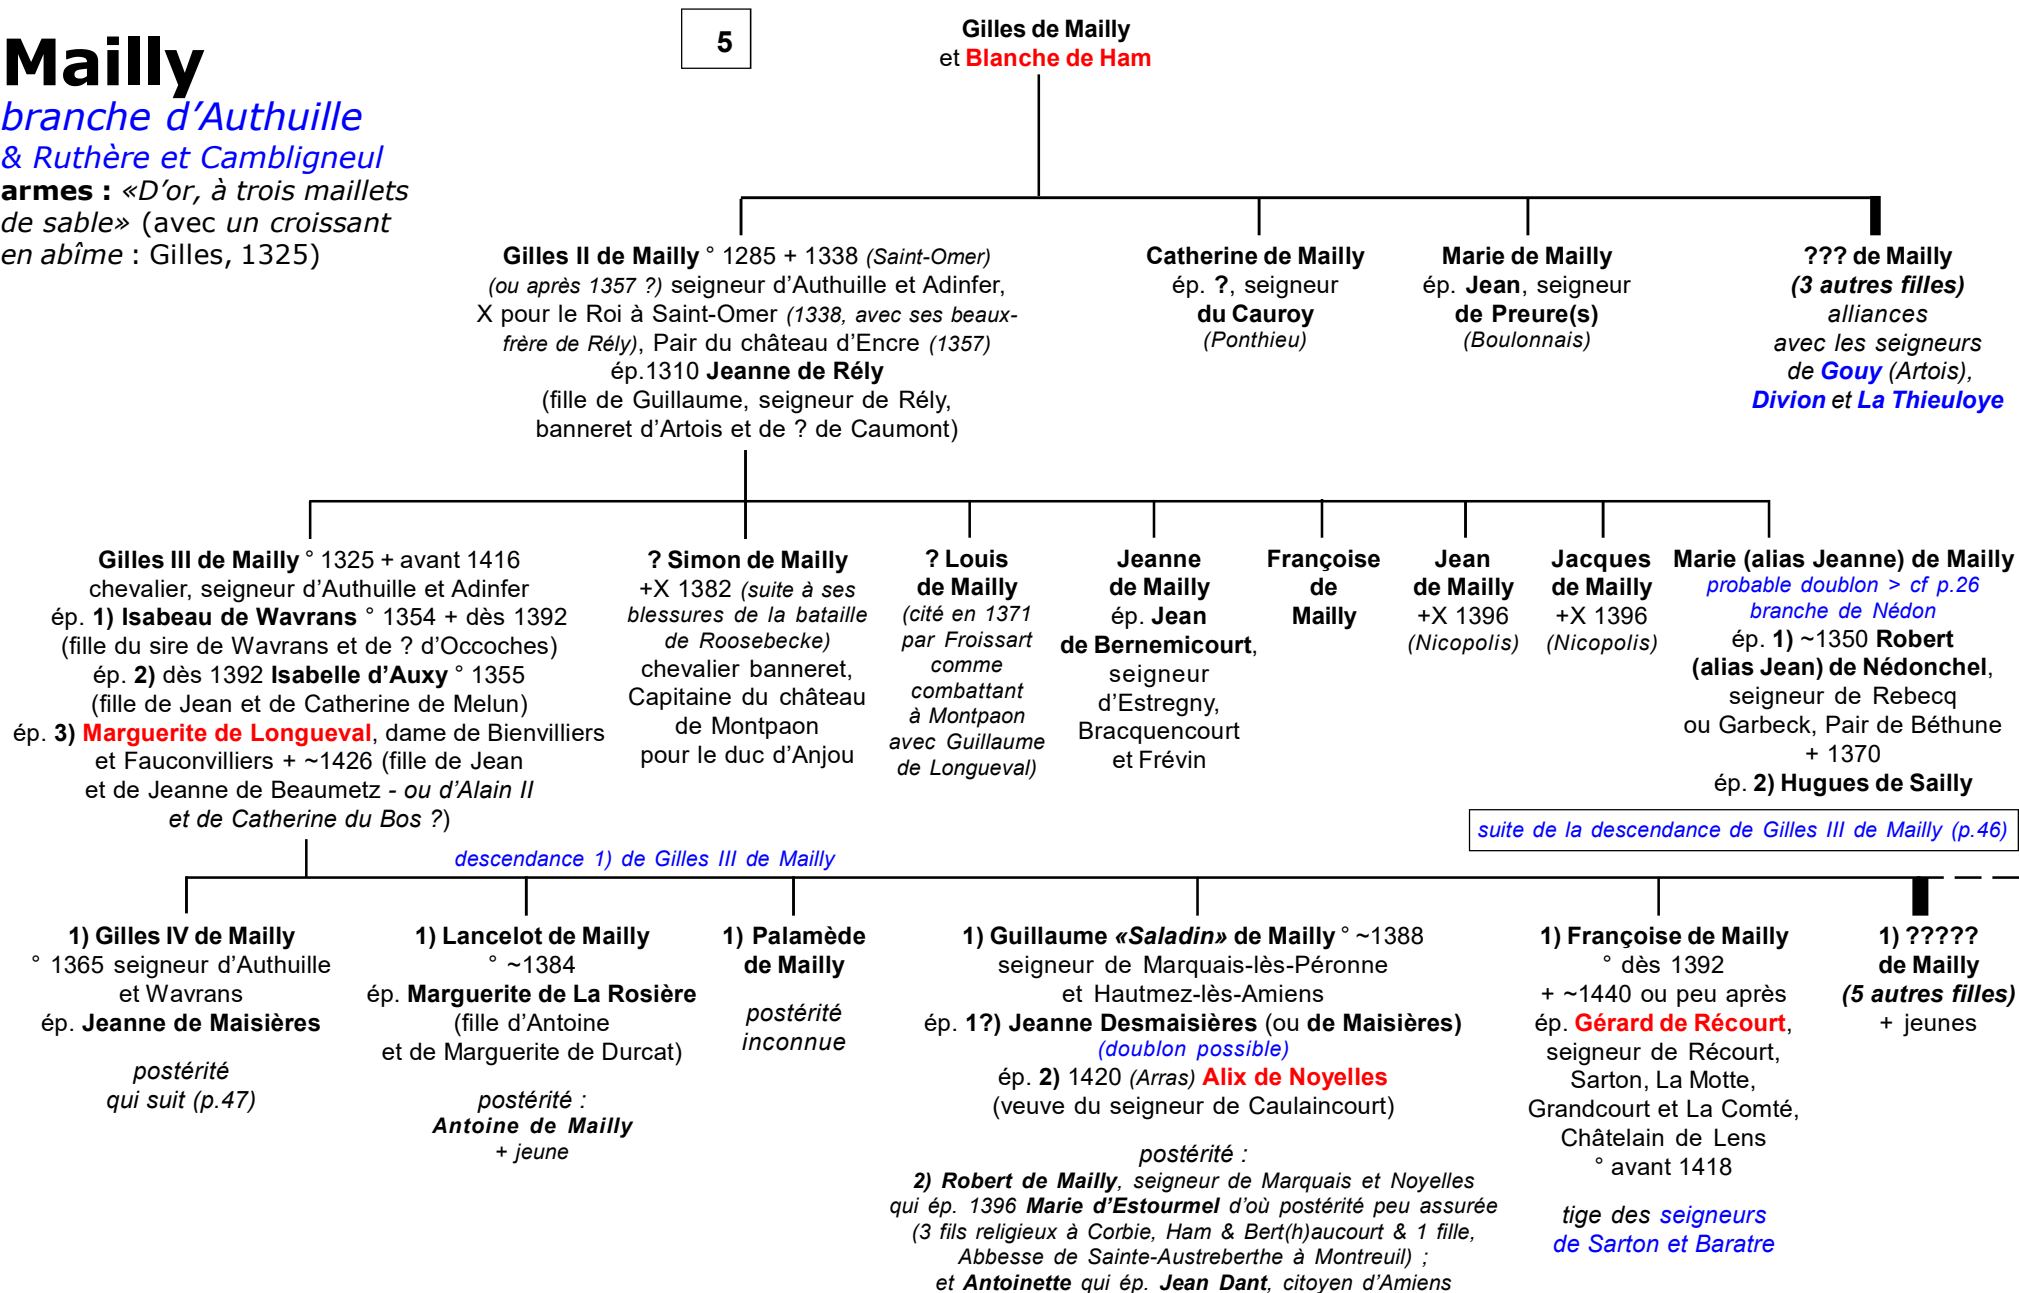 Mailly
branche d'Authuille
& Ruthère et Cambligneul
armes : «D'or, à trois maillets
de sable» (avec un croissant
en abîme : Gilles, 1325)
5
Gilles de Mailly
et Blanche de Ham
Gilles II de Mailly ° 1285 + 1338 (Saint-Omer)
(ou après 1357 ?) seigneur d'Authuille et Adinfer,
X pour le Roi à Saint-Omer (1338, avec ses beaux-
frère de Rély), Pair du château d'Encre (1357)
ép.1310 Jeanne de Rély
(fille de Guillaume, seigneur de Rély,
banneret d'Artois et de ? de Caumont)
Catherine de Mailly
ép. ?, seigneur
du Cauroy
(Ponthieu)
Marie de Mailly
ép. Jean, seigneur
de Preure(s)
(Boulonnais)
??? de Mailly
(3 autres filles)
alliances
avec les seigneurs
de Gouy (Artois),
Divion et La Thieuloye
Gilles III de Mailly ° 1325 + avant 1416
chevalier, seigneur d'Authuille et Adinfer
ép. 1) Isabeau de Wavrans ° 1354 + dès 1392
(fille du sire de Wavrans et de ? d'Occoches)
ép. 2) dès 1392 Isabelle d'Auxy ° 1355
(fille de Jean et de Catherine de Melun)
ép. 3) Marguerite de Longueval, dame de Bienvilliers
et Fauconvilliers + ~1426 (fille de Jean
et de Jeanne de Beaumetz - ou d'Alain II
et de Catherine du Bos ?)
? Simon de Mailly
+X 1382 (suite à ses
blessures de la bataille
de Roosebecke)
chevalier banneret,
Capitaine du château
de Montpaon
pour le duc d'Anjou
? Louis
de Mailly
(cité en 1371
par Froissart
comme
combattant
à Montpaon
avec Guillaume
de Longueval)
Jeanne
de Mailly
ép. Jean
de Bernemicourt,
seigneur
d'Estregny,
Bracquencourt
et Frévin
Françoise
de
Mailly
Jean
de Mailly
+X 1396
(Nicopolis)
Jacques
de Mailly
+X 1396
(Nicopolis)
Marie (alias Jeanne) de Mailly
probable doublon > cf p.26
branche de Nédon
ép. 1) ~1350 Robert
(alias Jean) de Nédonchel,
seigneur de Rebecq
ou Garbeck, Pair de Béthune
+ 1370
ép. 2) Hugues de Sailly
suite de la descendance de Gilles III de Mailly (p.46)
descendance 1) de Gilles III de Mailly
1) Gilles IV de Mailly
° 1365 seigneur d'Authuille
et Wavrans
ép. Jeanne de Maisières
postérité
qui suit (p.47)
1) Lancelot de Mailly
° ~1384
ép. Marguerite de La Rosière
(fille d'Antoine
et de Marguerite de Durcat)
postérité :
Antoine de Mailly
+ jeune
1) Palamède
de Mailly
postérité
inconnue
1) Guillaume «Saladin» de Mailly ° ~1388
seigneur de Marquais-lès-Péronne
et Hautmez-lès-Amiens
ép. 1?) Jeanne Desmaisières (ou de Maisières)
(doublon possible)
ép. 2) 1420 (Arras) Alix de Noyelles
(veuve du seigneur de Caulaincourt)
postérité :
2) Robert de Mailly, seigneur de Marquais et Noyelles
qui ép. 1396 Marie d'Estourmel d'où postérité peu assurée
(3 fils religieux à Corbie, Ham & Bert(h)aucourt & 1 fille,
Abbesse de Sainte-Austreberthe à Montreuil) ;
et Antoinette qui ép. Jean Dant, citoyen d'Amiens
1) Françoise de Mailly
° dès 1392
+ ~1440 ou peu après
ép. Gérard de Récourt,
seigneur de Récourt,
Sarton, La Motte,
Grandcourt et La Comté,
Châtelain de Lens
° avant 1418
tige des seigneurs
de Sarton et Baratre
1) ?????
de Mailly
(5 autres filles)
+ jeunes